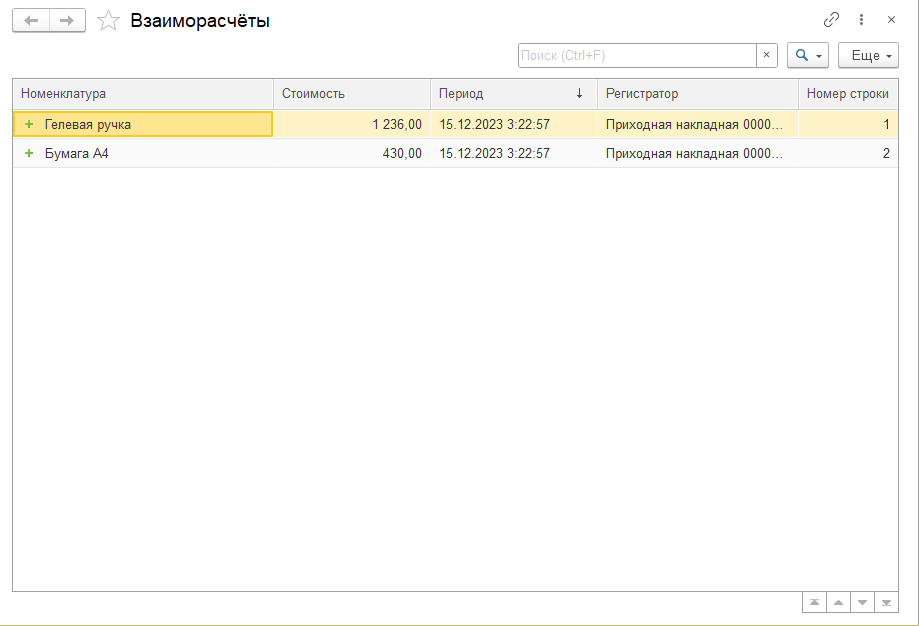 Взаиморасчёты
Поиск (Ctrl+F)
Еще
Номенклатура Стоимость Период Регистратор Номер строки
Гелевая ручка 1 236,00 15.12.2023 3:22:57 Приходная накладная 0000... 1
Бумага А4 430,00 15.12.2023 3:22:57 Приходная накладная 0000... 2